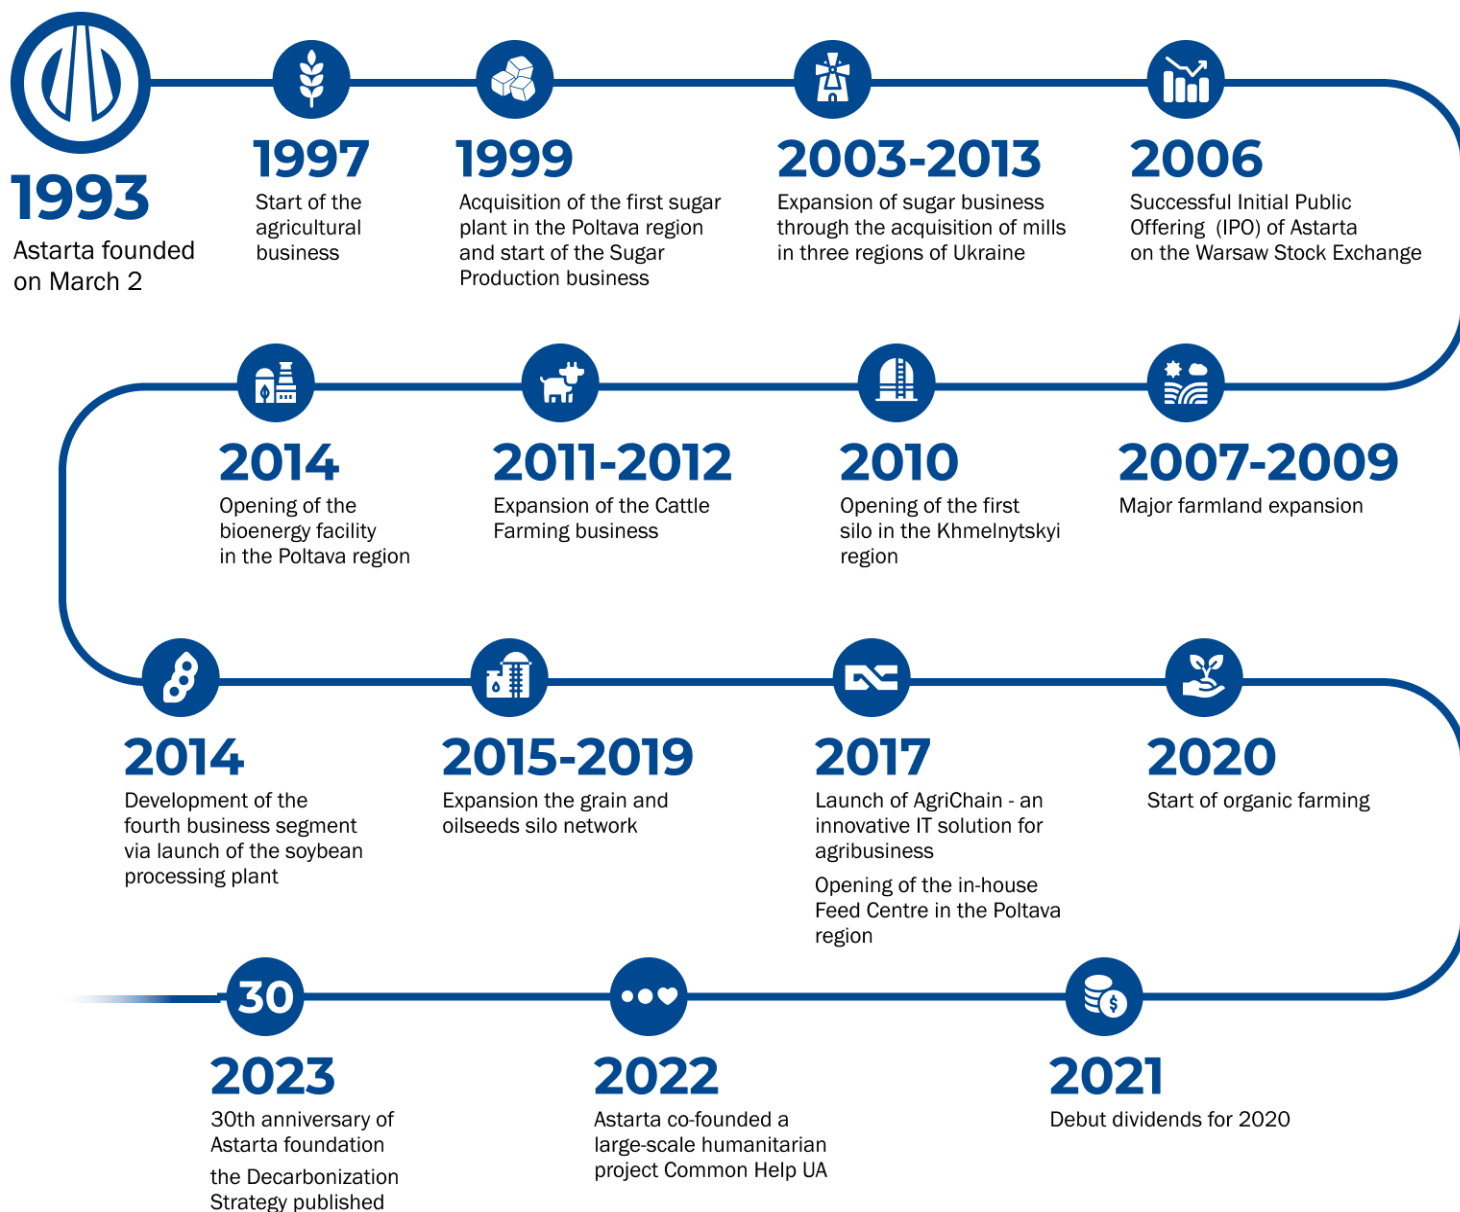 1993
Astarta founded
on March 2
1997
Start of the
agricultural
business
1999
Acquisition of the first sugar
plant in the Poltava region
and start of the Sugar
Production business
2003-2013
Expansion of sugar business
through the acquisition of mills
in three regions of Ukraine
2006
Successful Initial Public
Offering (IPO) of Astarta
on the Warsaw Stock Exchange
2007-2009
Major farmland expansion
2010
Opening of the first
silo in the Khmelnytskyi
region
2011-2012
Expansion of the Cattle
Farming business
2014
Opening of the
bioenergy facility
in the Poltava region
2014
Development of the
fourth business segment
via launch of the soybean
processing plant
2015-2019
Expansion the grain and
oilseeds silo network
2017
Launch of AgriChain - an
innovative IT solution for
agribusiness
Opening of the in-house
Feed Centre in the Poltava
region
2020
Start of organic farming
2021
Debut dividends for 2020
2022
Astarta co-founded a
large-scale humanitarian
project Common Help UA
30
2023
30th anniversary of
Astarta foundation
the Decarbonization
Strategy published